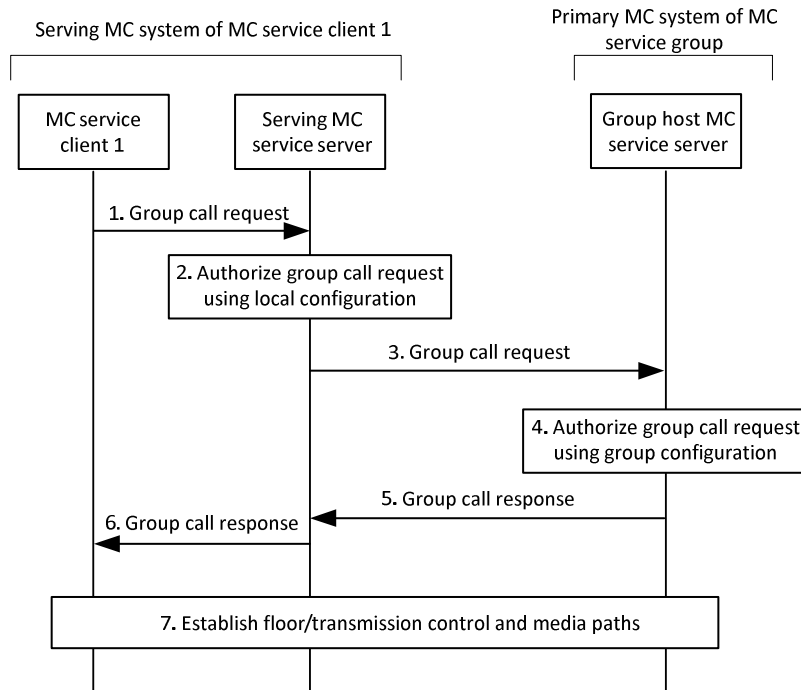 Serving MC system of MC service client 1
Primary MC system of MC
service group
MC service
client 1
Serving MC
service server
Group host MC
service server
1. Group call request
2. Authorize group call request
using local configuration
3. Group call request
4. Authorize group call request
using group configuration
5. Group call response
6. Group call response
7. Establish floor/transmission control and media paths